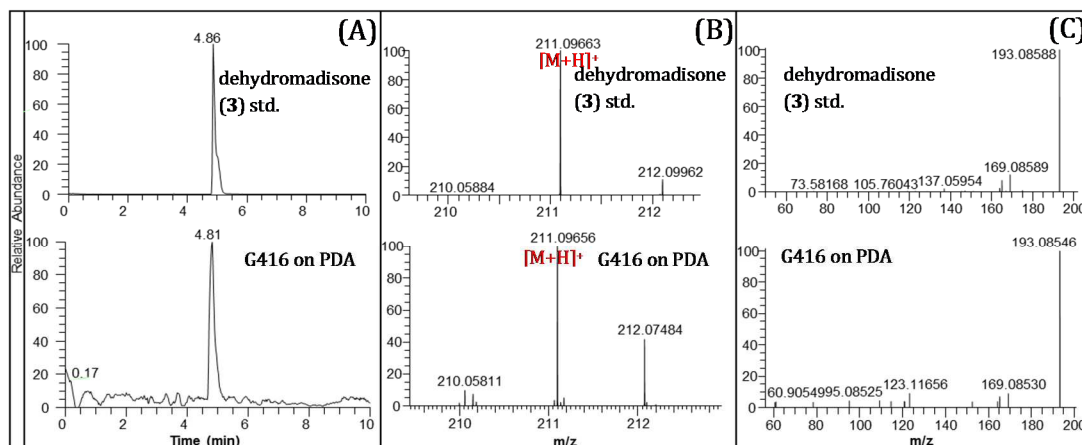 Relative Abundance
(A)
4.86
dehydromadisone
(3) std.
100
80
60
40
20
0
0 2 4 6 8 10
4.81
G416 on PDA
100
80
60
40
20
0
0.17
0 2 4 6 8 10
Time (min)
(B)
211.09663
[M+H]+
dehydromadisone
(3) std.
100
80
60
40
20
0
210.05884
212.09962
210 211 212
211.09656
[M+H]+
G416 on PDA
100
80
60
40
20
0
212.07484
210.05811
210 211 212
m/z
(C)
193.08588
dehydromadisone
(3) std.
100
80
60
40
20
0
73.58168 105.76043 137.05954 169.08589
60 80 100 120 140 160 180 200
193.08546
G416 on PDA
100
80
60
40
20
0
60.90549 95.08525 123.11656 169.08530
60 80 100 120 140 160 180 200
m/z